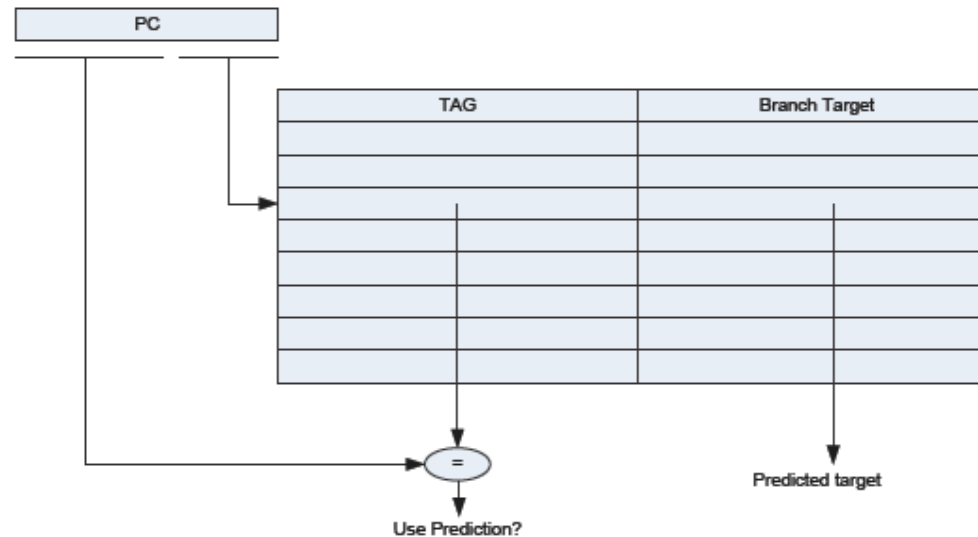 PC
TAG
Branch Target
=
Predicted target
Use Prediction?